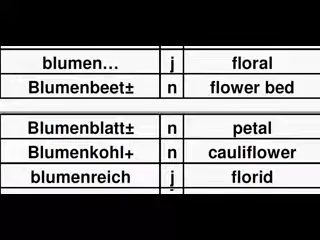 blumen… j floral
Blumenbeet± n flower bed
Blumenblatt± n petal
Blumenkohl+ n cauliflower
blumenreich j florid